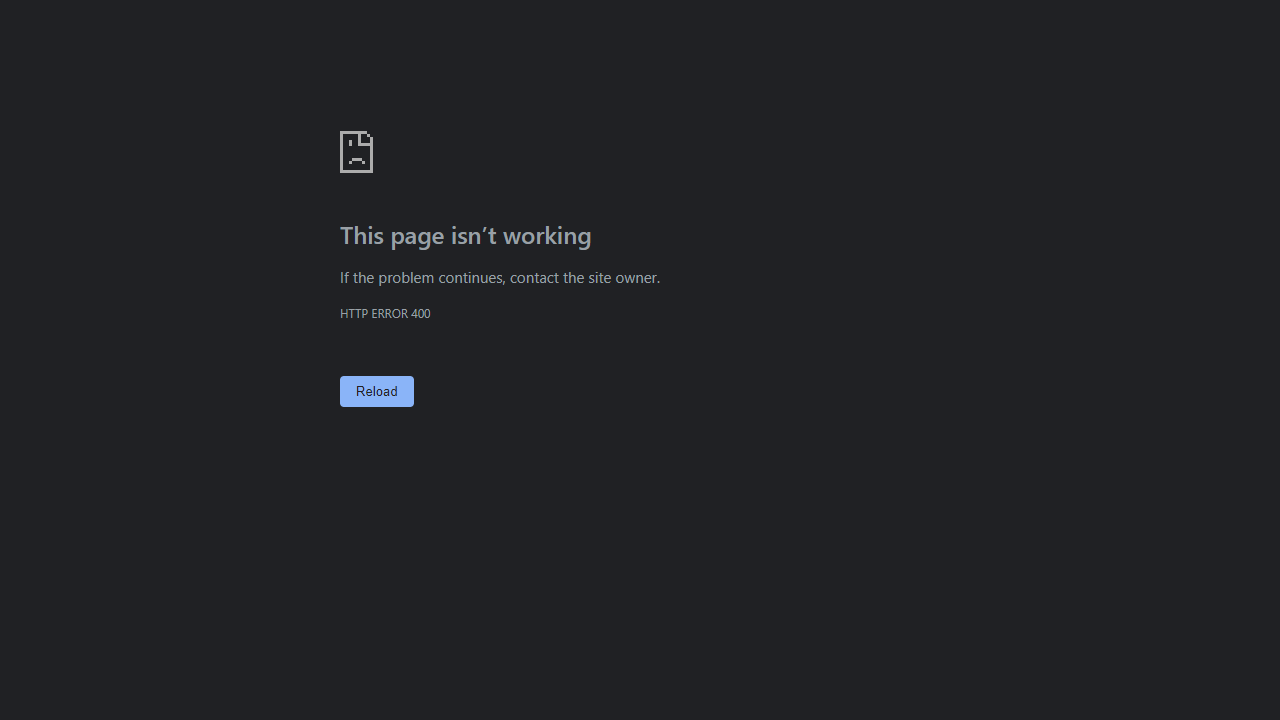 This page isn’t working
If the problem continues, contact the site owner.
HTTP ERROR 400
Reload